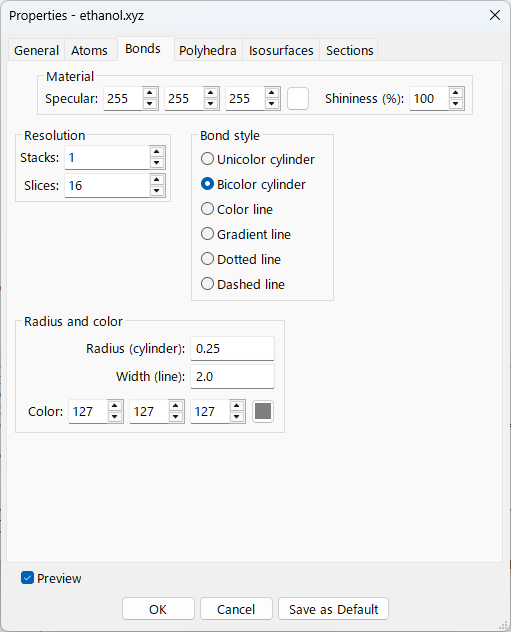 Properties - ethanol.xyz
General Atoms Bonds Polyhedra Isosurfaces Sections
Material
Specular: 255 255 255 Shininess (%): 100
Resolution
Stacks: 1
Slices: 16
Bond style
Unicolor cylinder
Bicolor cylinder
Color line
Gradient line
Dotted line
Dashed line
Radius and color
Radius (cylinder): 0.25
Width (line): 2.0
Color: 127 127 127
Preview
OK Cancel Save as Default